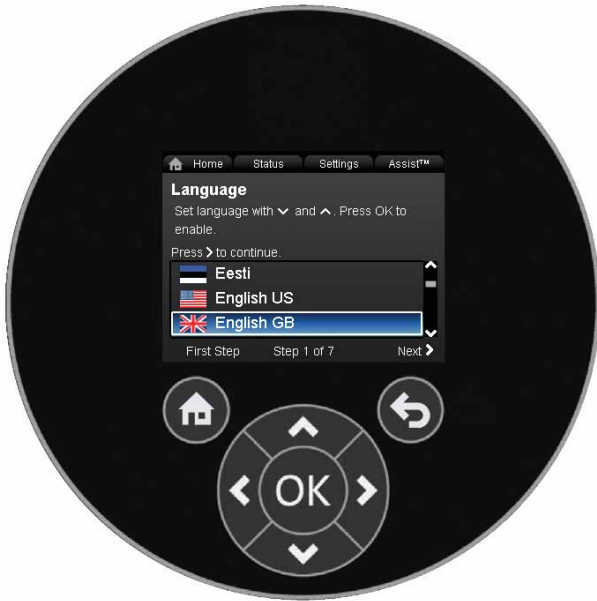 Home Status Settings Assist™
Language
Set language with and . Press OK to
enable.
Press > to continue.
Eesti
English US
English GB
First Step Step 1 of 7 Next >
OK